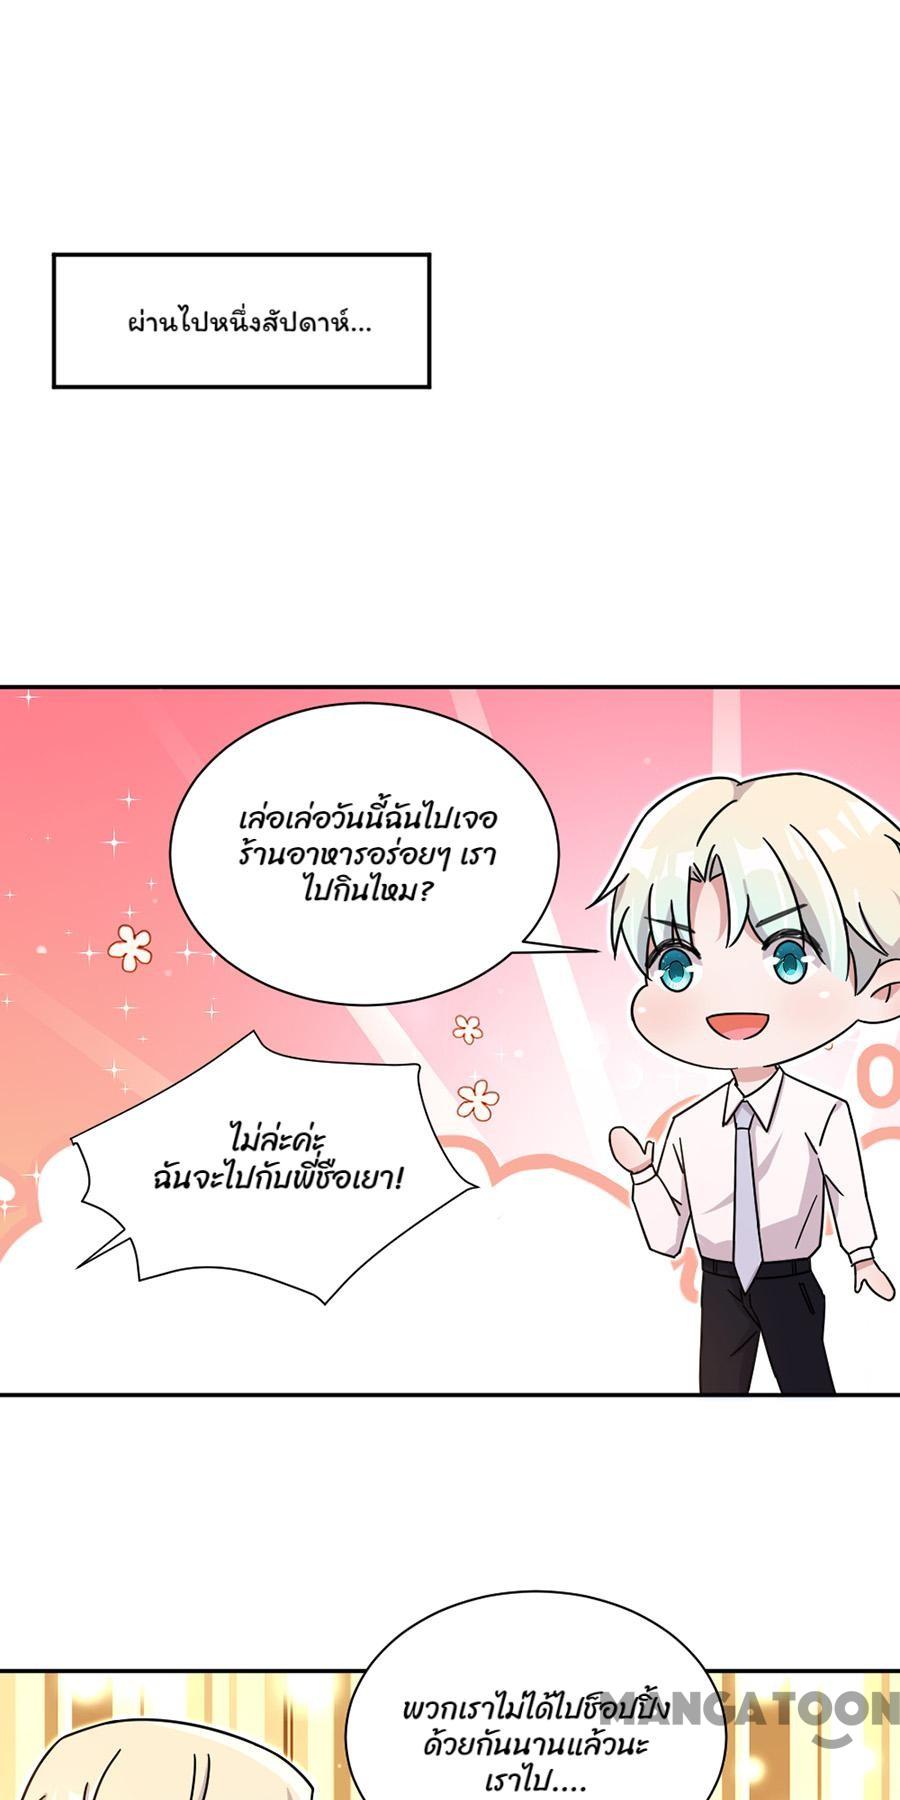 ผ่านไปหนึ่งสัปดาห์...
เล่อเล่อวันนี้ฉันไปเจอ
ร้านอาหารอร่อยๆ เรา
ไปกินไหม?
ไม่ล่ะค่ะ
ฉันจะไปกับพี่ชือเยา!
พวกเราไม่ได้ไปช็อปปิ้ง
ด้วยกันนานแล้วนะ
เราไป....
MANGATOON